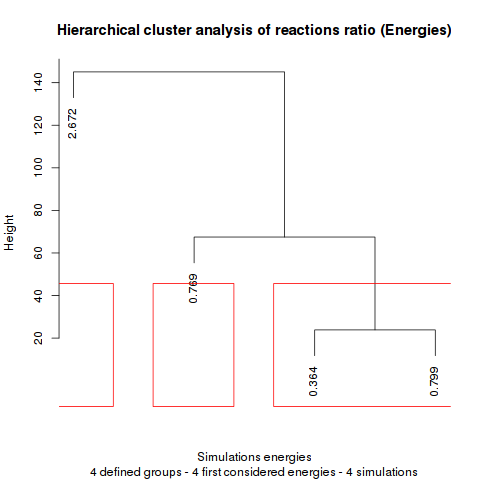 Hierarchical cluster analysis of reactions ratio (Energies)
Height
140
120
100
80
60
40
20
2.672
0.769
0.364
0.799
Simulations energies
4 defined groups - 4 first considered energies - 4 simulations